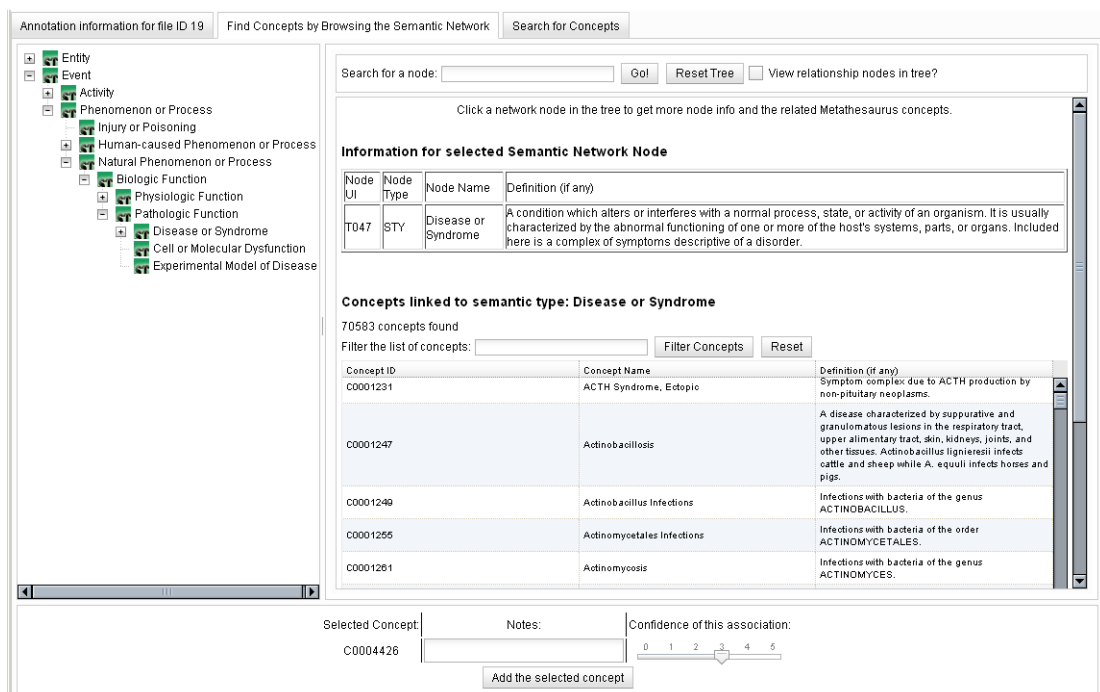 Annotation information for file ID 19
Find Concepts by Browsing the Semantic Network
Search for Concepts
Entity
Event
Activity
Phenomenon or Process
Injury or Poisoning
Human-caused Phenomenon or Process
Natural Phenomenon or Process
Biologic Function
Physiologic Function
Pathologic Function
Disease or Syndrome
Cell or Molecular Dysfunction
Experimental Model of Disease
Search for a node: Go! Reset Tree View relationship nodes in tree?
Click a network node in the tree to get more node info and the related Metathesaurus concepts.
Information for selected Semantic Network Node
Node UI
Node Type
Node Name
Definition (if any)
T047
STY
Disease or Syndrome
A condition which alters or interferes with a normal process, state, or activity of an organism. It is usually
characterized by the abnormal functioning of one or more of the host's systems, parts, or organs. Included
here is a complex of symptoms descriptive of a disorder.
Concepts linked to semantic type: Disease or Syndrome
70583 concepts found
Filter the list of concepts: Filter Concepts Reset
Concept ID Concept Name Definition (if any)
C0001231 ACTH Syndrome, Ectopic
Symptom complex due to ACTH production by
non-pituitary neoplasms.
C0001247 Actinobacillosis
A disease characterized by suppurative and
granulomatous lesions in the respiratory tract,
upper alimentary tract, skin, kidneys, joints, and
other tissues. Actinobacillus lignieresii infects
cattle and sheep while A. equuli infects horses and
pigs.
C0001249 Actinobacillus Infections
Infections with bacteria of the genus
ACTINOBACILLUS.
C0001255 Actinomycetales Infections
Infections with bacteria of the order
ACTINOMYCETALES.
C0001261 Actinomycosis
Infections with bacteria of the genus
ACTINOMYCES.
Selected Concept: Notes: Confidence of this association:
C0004426
0 1 2 3 4 5
Add the selected concept